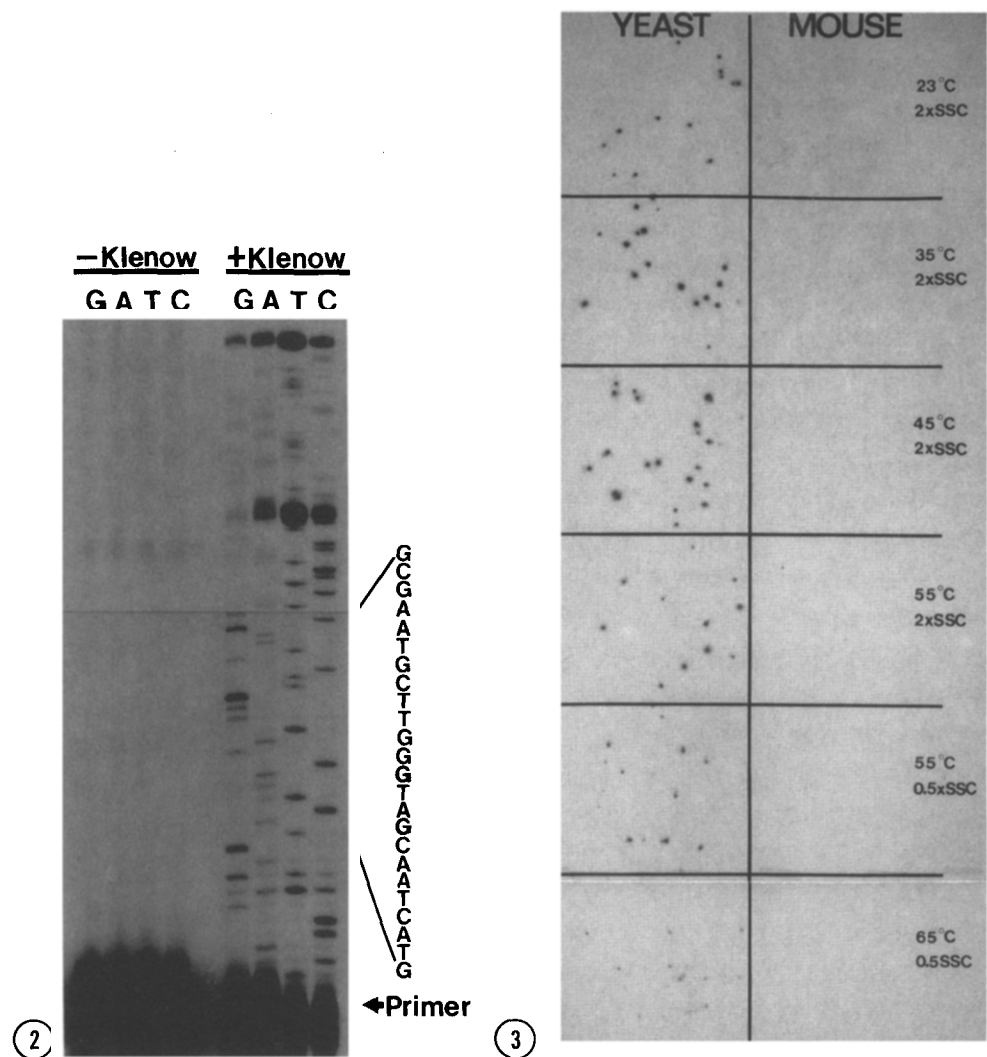 -Klenow +Klenow
G A T C G A T C
GCGAATGCTTGGGTAGCAATCATG
Primer
2
YEAST MOUSE
23°C
2xSSC
35°C
2xSSC
45°C
2xSSC
55°C
2xSSC
55°C
0.5xSSC
65°C
0.5SSC
3